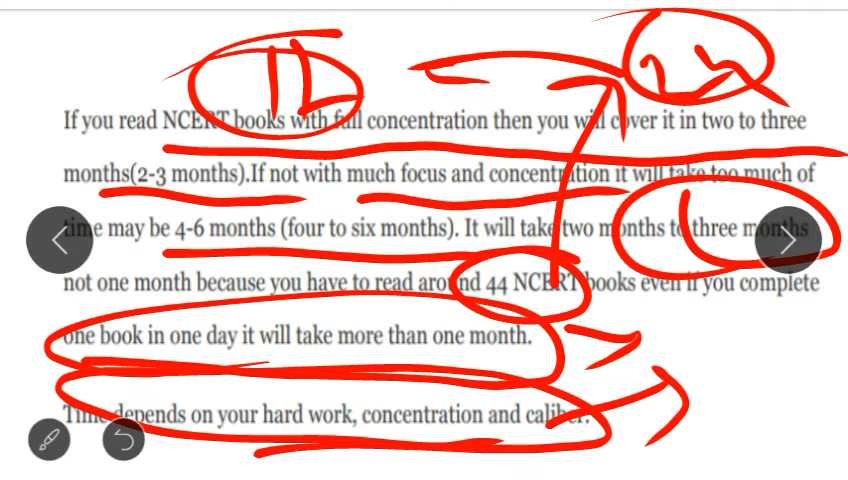 12
24
If you read NCERT books with full concentration then you will cover it in two to three
months(2-3 months).If not with much focus and concentration it will take too much of
time may be 4-6 months (four to six months). It will take two months to three months
not one month because you have to read around 44 NCERT books even if you complete
one book in one day it will take more than one month.
Time depends on your hard work, concentration and caliber.